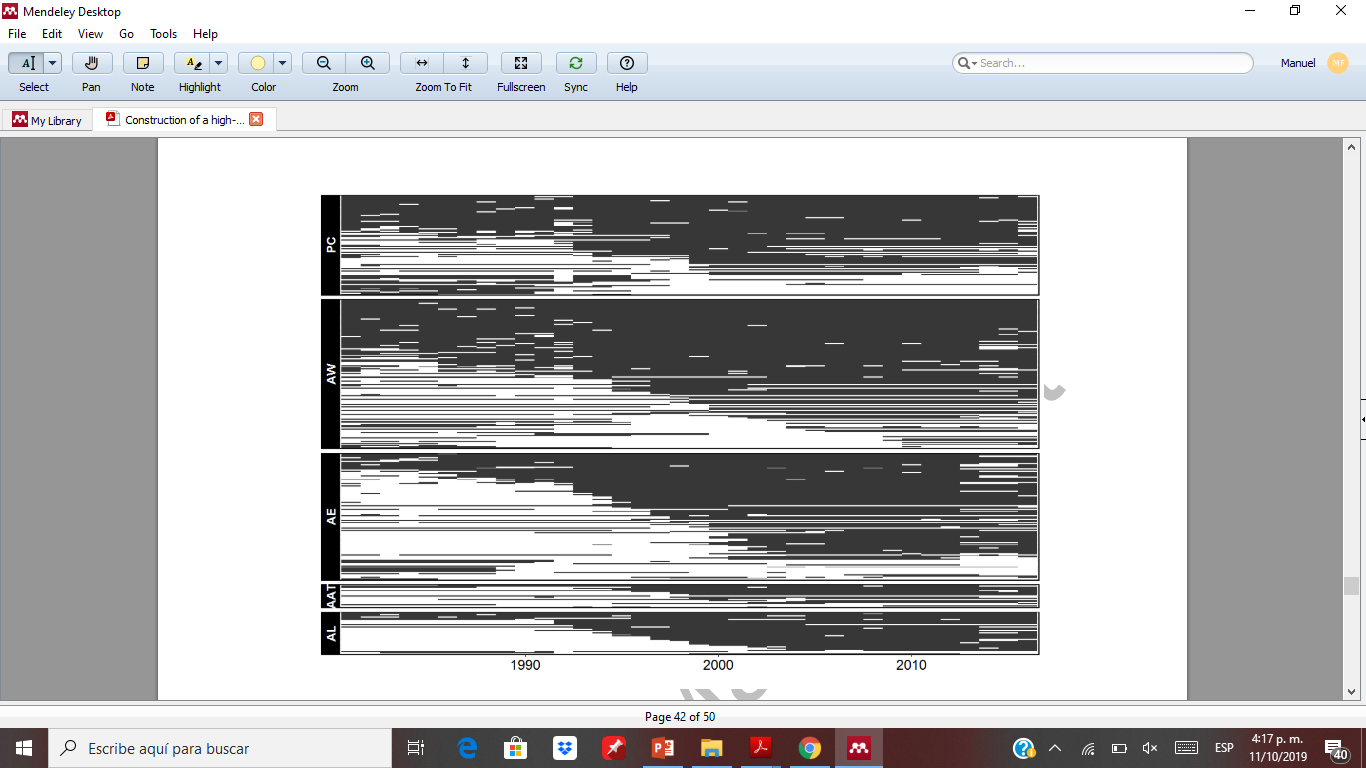 Mendeley Desktop
File Edit View Go Tools Help
Search...
Manuel MF
Select Pan Note Highlight Color Zoom Zoom To Fit Fullscreen Sync Help
My Library Construction of a high-...
PC
AW
AE
AAT
AL
1990 2000 2010
Page 42 of 50
Escribe aquí para buscar
ESP
4:17 p. m.
11/10/2019
40